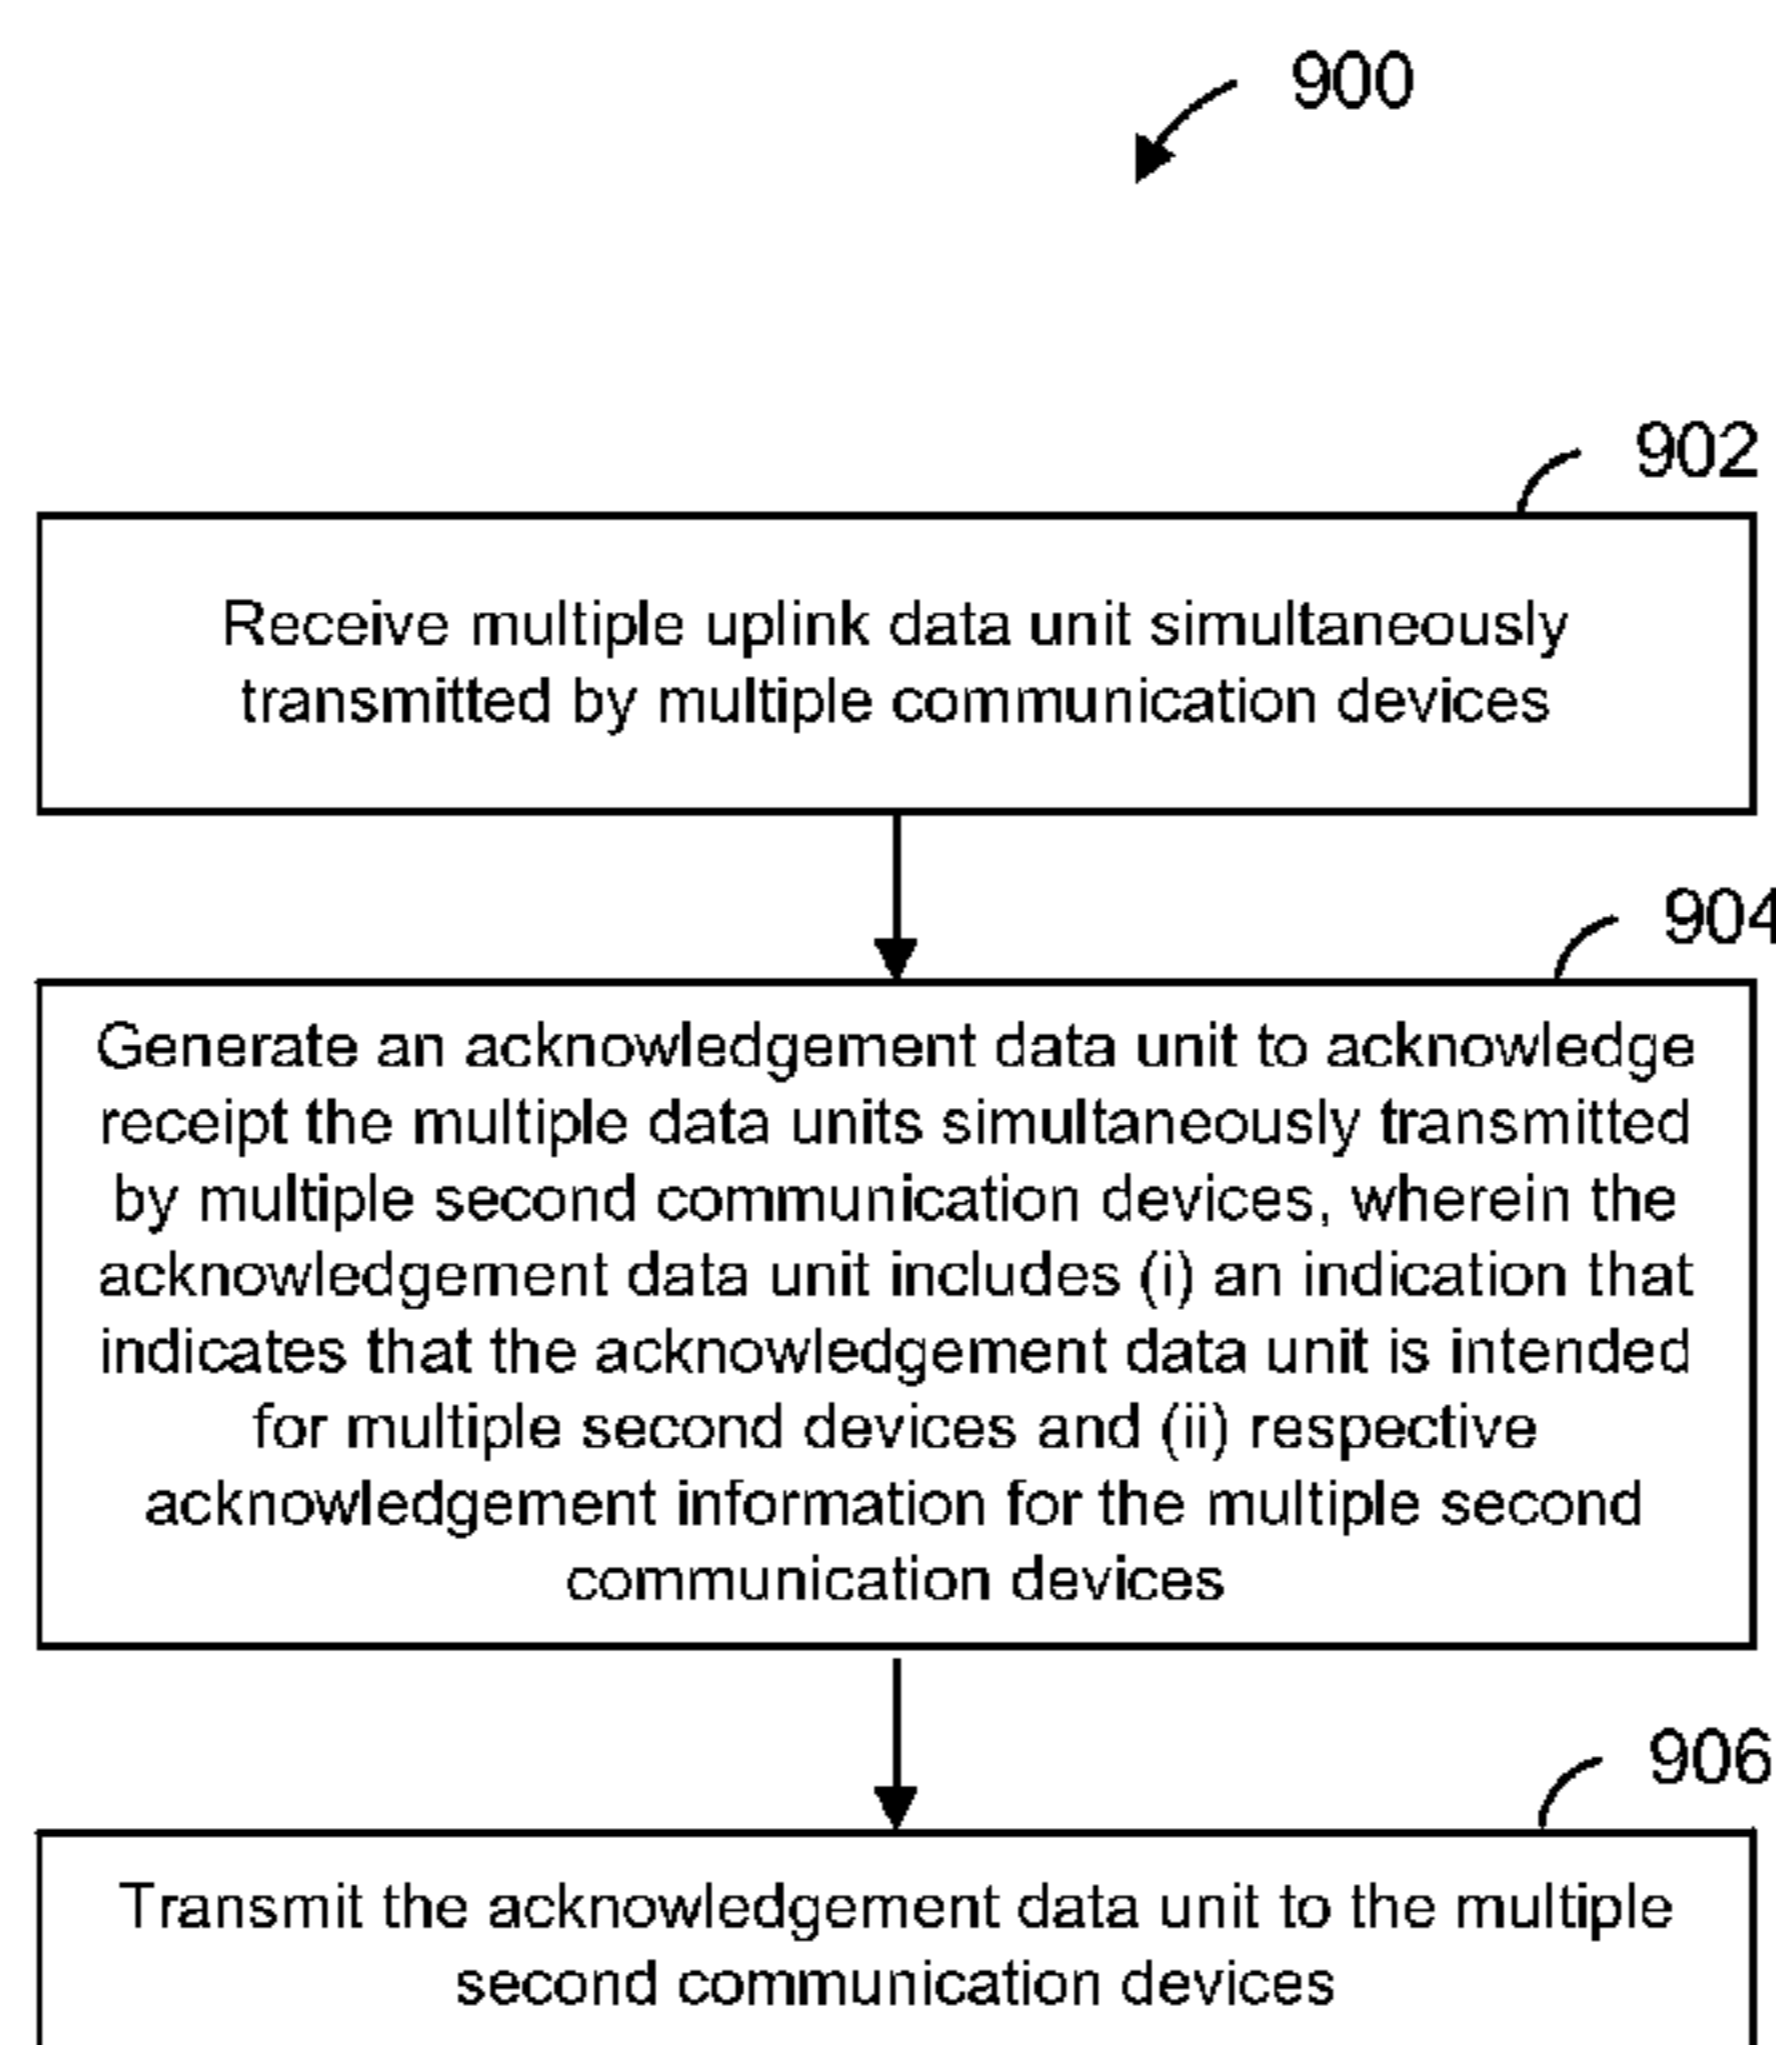 900
902
Receive multiple uplink data unit simultaneously
transmitted by multiple communication devices
904
Generate an acknowledgement data unit to acknowledge
receipt the multiple data units simultaneously transmitted
by multiple second communication devices, wherein the
acknowledgement data unit includes (i) an indication that
indicates that the acknowledgement data unit is intended
for multiple second devices and (ii) respective
acknowledgement information for the multiple second
communication devices
906
Transmit the acknowledgement data unit to the multiple
second communication devices